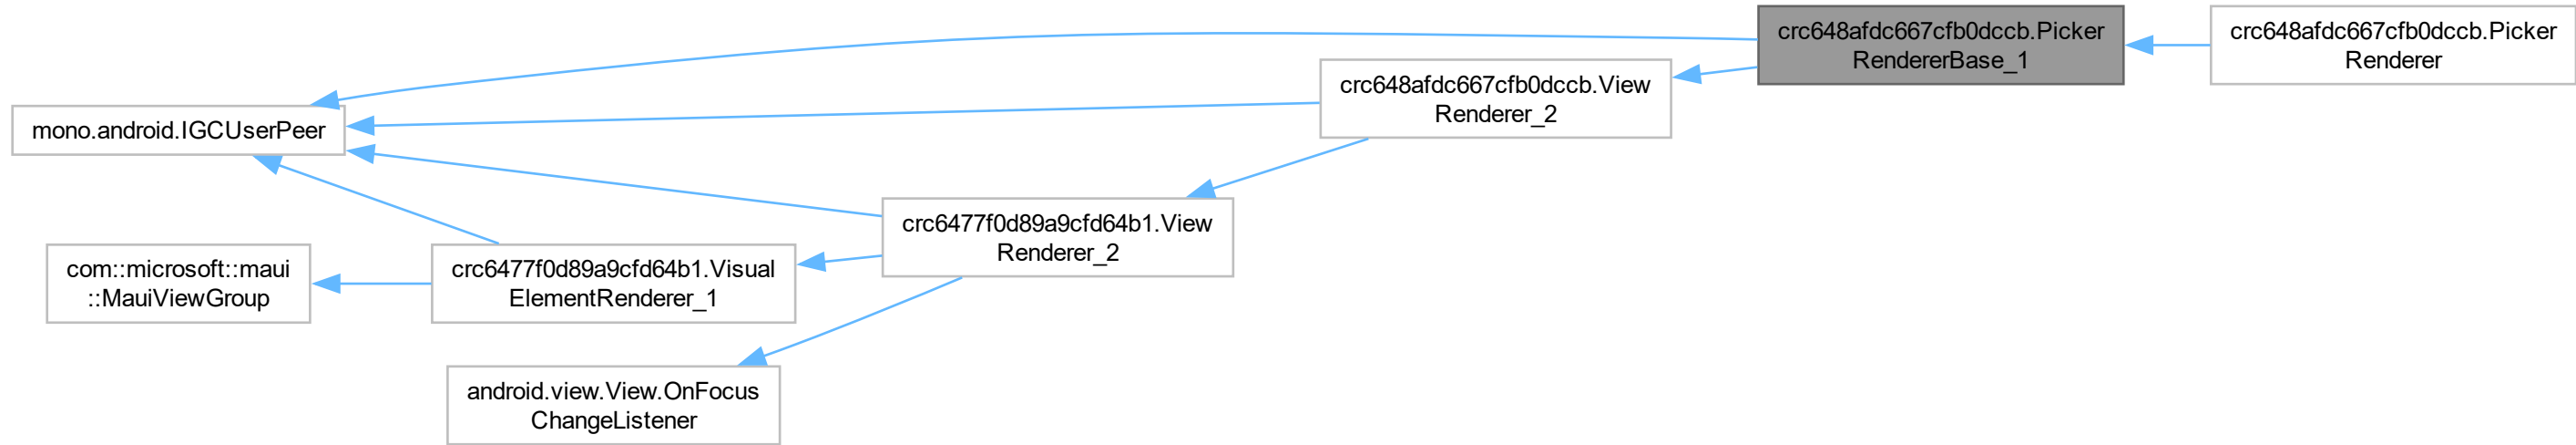 crc648afdc667cfb0dccb.Picker
RendererBase_1
crc648afdc667cfb0dccb.Picker
Renderer
crc648afdc667cfb0dccb.View
Renderer_2
mono.android.IGCUserPeer
crc6477f0d89a9cfd64b1.View
Renderer_2
com::microsoft::maui
::MauiViewGroup
crc6477f0d89a9cfd64b1.Visual
ElementRenderer_1
android.view.View.OnFocus
ChangeListener